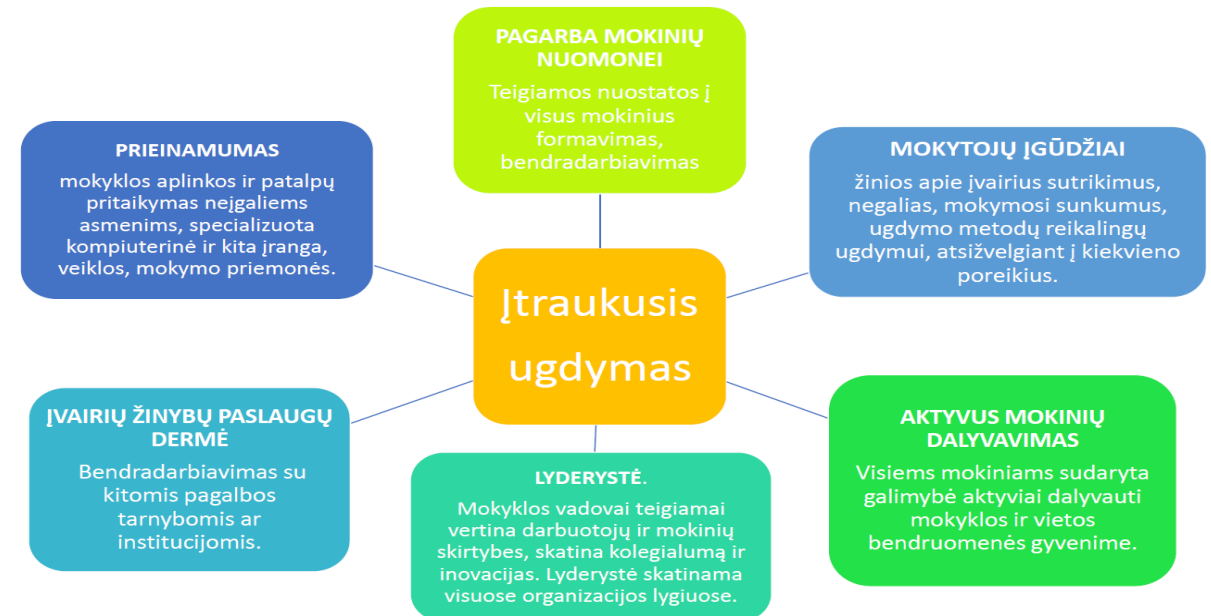 PAGARBA MOKINIŲ
NUOMONEI
Teigiamos nuostatos į
visus mokinius
formavimas,
bendradarbiavimas
PRIEINAMUMAS
mokyklos aplinkos ir patalpų
pritaikymas neįgaliems
asmenims, specializuota
kompiuterinė ir kita įranga,
veiklos, mokymo priemonės.
MOKYTOJŲ ĮGŪDŽIAI
žinios apie įvairius sutrikimus,
negalias, mokymosi sunkumus,
ugdymo metodų reikalingų
ugdymui, atsižvelgiant į kiekvieno
poreikius.
Įtraukusis
ugdymas
ĮVAIRIŲ ŽINYBŲ PASLAUGŲ
DERMĖ
Bendradarbiavimas su
kitomis pagalbos
tarnybomis ar
institucijomis.
LYDERYSTĖ.
Mokyklos vadovai teigiamai
vertina darbuotojų ir mokinių
skirtybes, skatina kolegialumą ir
inovacijas. Lyderystė skatinama
visuose organizacijos lygiuose.
AKTYVUS MOKINIŲ
DALYVAVIMAS
Visiems mokiniams sudaryta
galimybė aktyviai dalyvauti
mokyklos ir vietos
bendruomenės gyvenime.